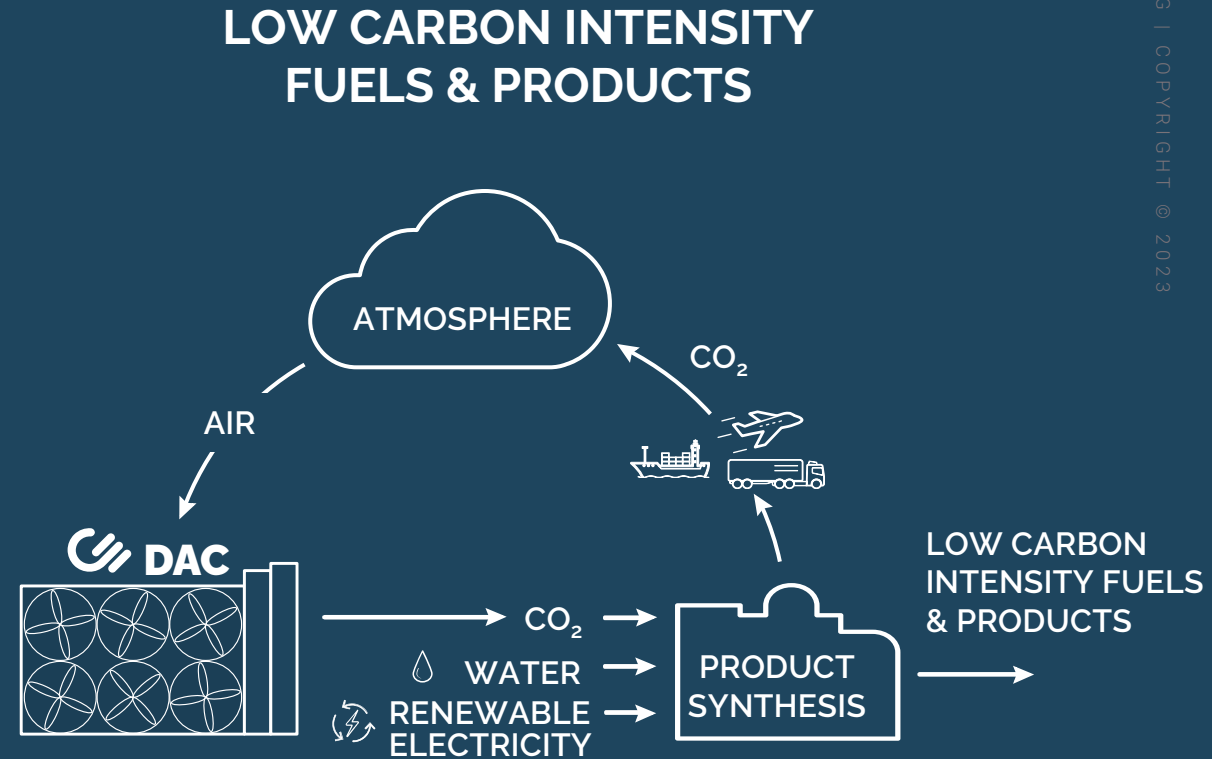 LOW CARBON INTENSITY
FUELS & PRODUCTS
G | COPYRIGHT © 2023
ATMOSPHERE
CO₂
AIR
DAC
LOW CARBON
INTENSITY FUELS
& PRODUCTS
CO₂
WATER
RENEWABLE
ELECTRICITY
PRODUCT
SYNTHESIS